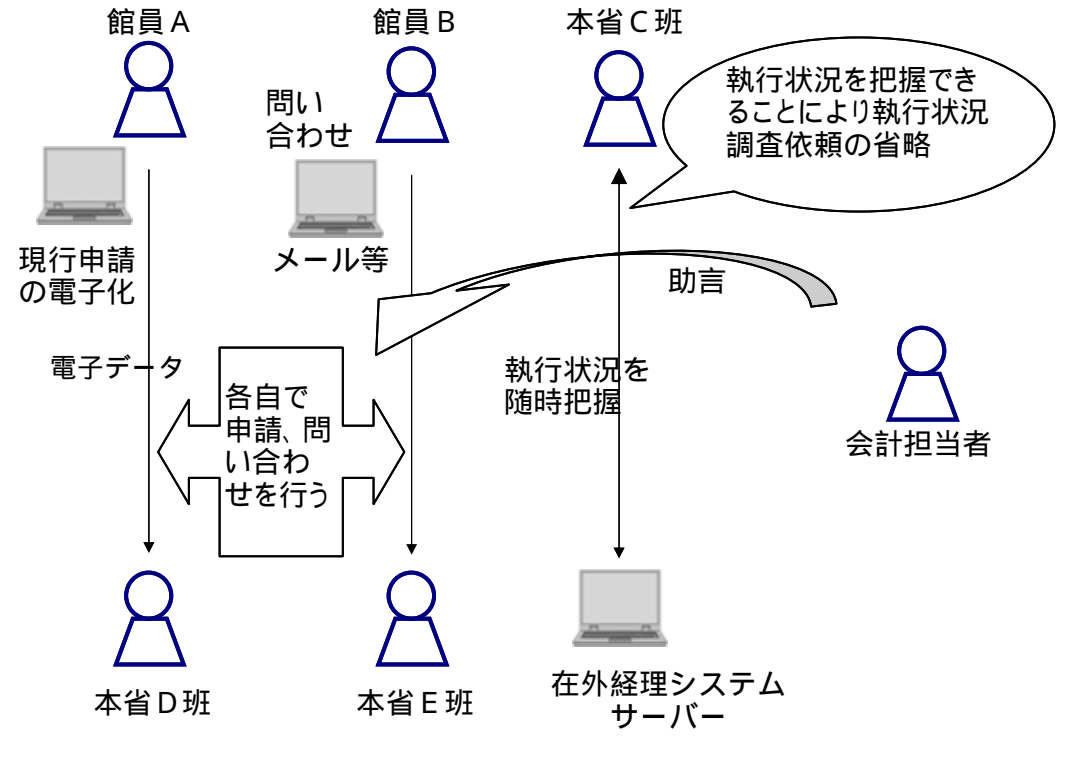 館員Ａ
館員Ｂ
本省Ｃ班
執行状況を把握でき
ることにより執行状況
調査依頼の省略
問い
合わせ
現行申請
の電子化
メール等
助言
電子データ
各自で
申請、問
い合わ
せを行う
執行状況を
随時把握
会計担当者
本省Ｄ班
本省Ｅ班
在外経理システム
サーバー